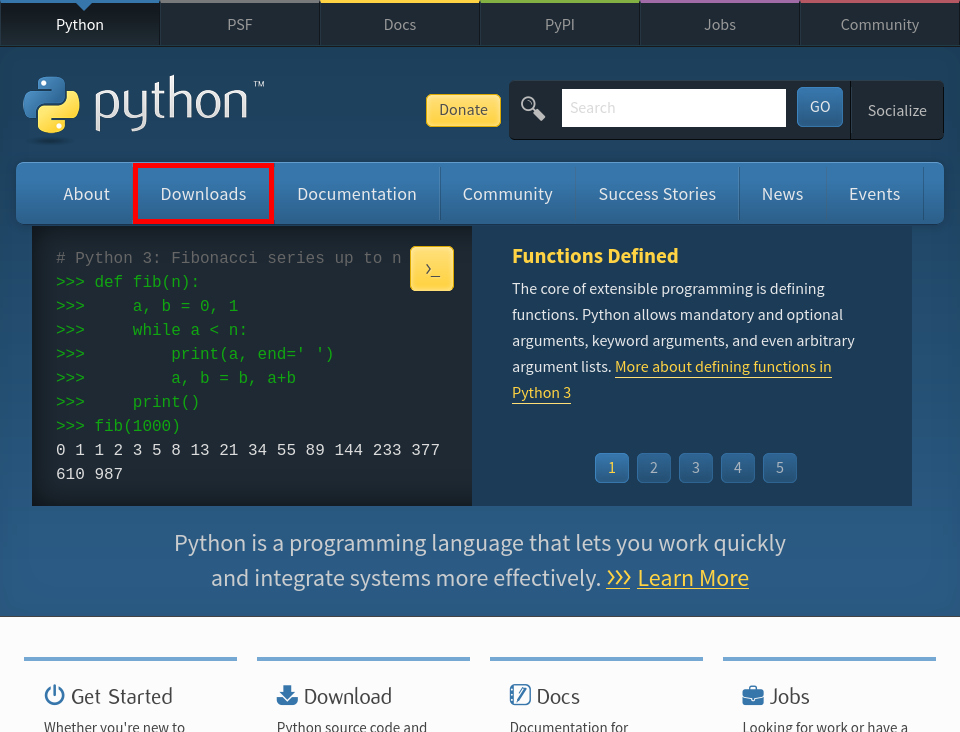 Python PSF Docs PyPI Jobs Community
python™
Donate Search GO Socialize
About Downloads Documentation Community Success Stories News Events
# Python 3: Fibonacci series up to n
>>> def fib(n):
>>>     a, b = 0, 1
>>>     while a < n:
>>>         print(a, end=' ')
>>>         a, b = b, a+b
>>>     print()
>>> fib(1000)
0 1 1 2 3 5 8 13 21 34 55 89 144 233 377
610 987
>_
Functions Defined
The core of extensible programming is defining
functions. Python allows mandatory and optional
arguments, keyword arguments, and even arbitrary
argument lists. More about defining functions in
Python 3
1 2 3 4 5
Python is a programming language that lets you work quickly
and integrate systems more effectively. >>> Learn More
Get Started
Whether you're new to
Download
Python source code and
Docs
Documentation for
Jobs
Looking for work or have a